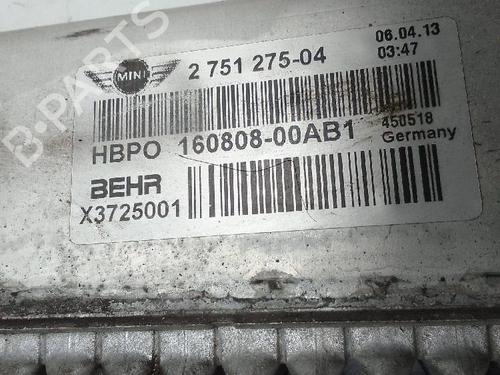 MINI
2 751 275-04
06.04.13
03:47
HBPO 160808-00AB1
450518
Germany
BEHR
X3725001
B-PARTS